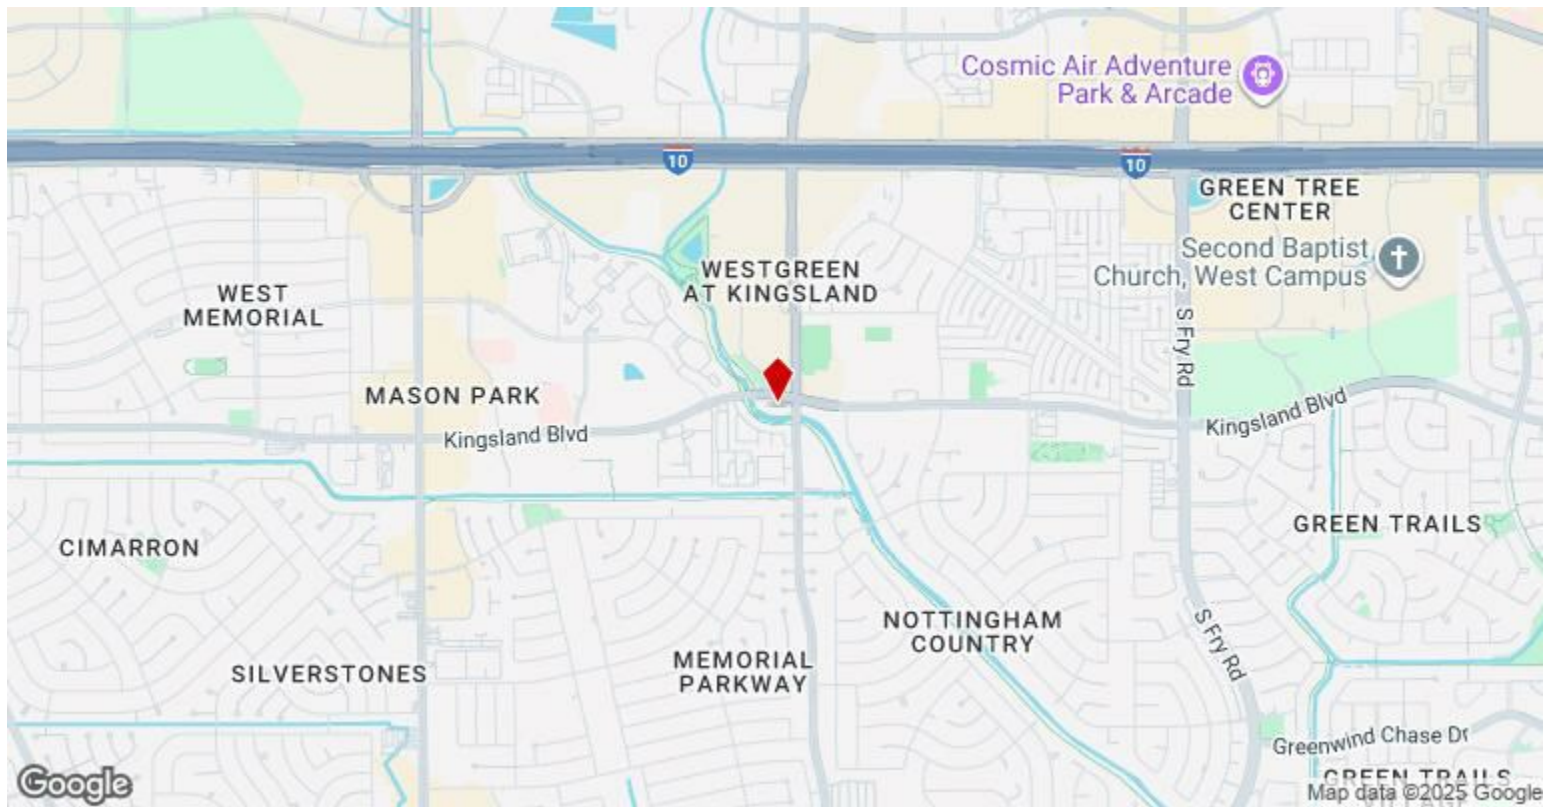 Cosmic Air Adventure
Park & Arcade
10
10
GREEN TREE
CENTER
Second Baptist
Church, West Campus
WESTGREEN
AT KINGSLAND
WEST
MEMORIAL
S Fry Rd
MASON PARK
Kingsland Blvd
Kingsland Blvd
GREEN TRAILS
CIMARRON
NOTTINGHAM
COUNTRY
S Fry Rd
MEMORIAL
PARKWAY
SILVERSTONES
Greenwind Chase Dr
GREEN TRAILS
Google
Map data ©2025 Google